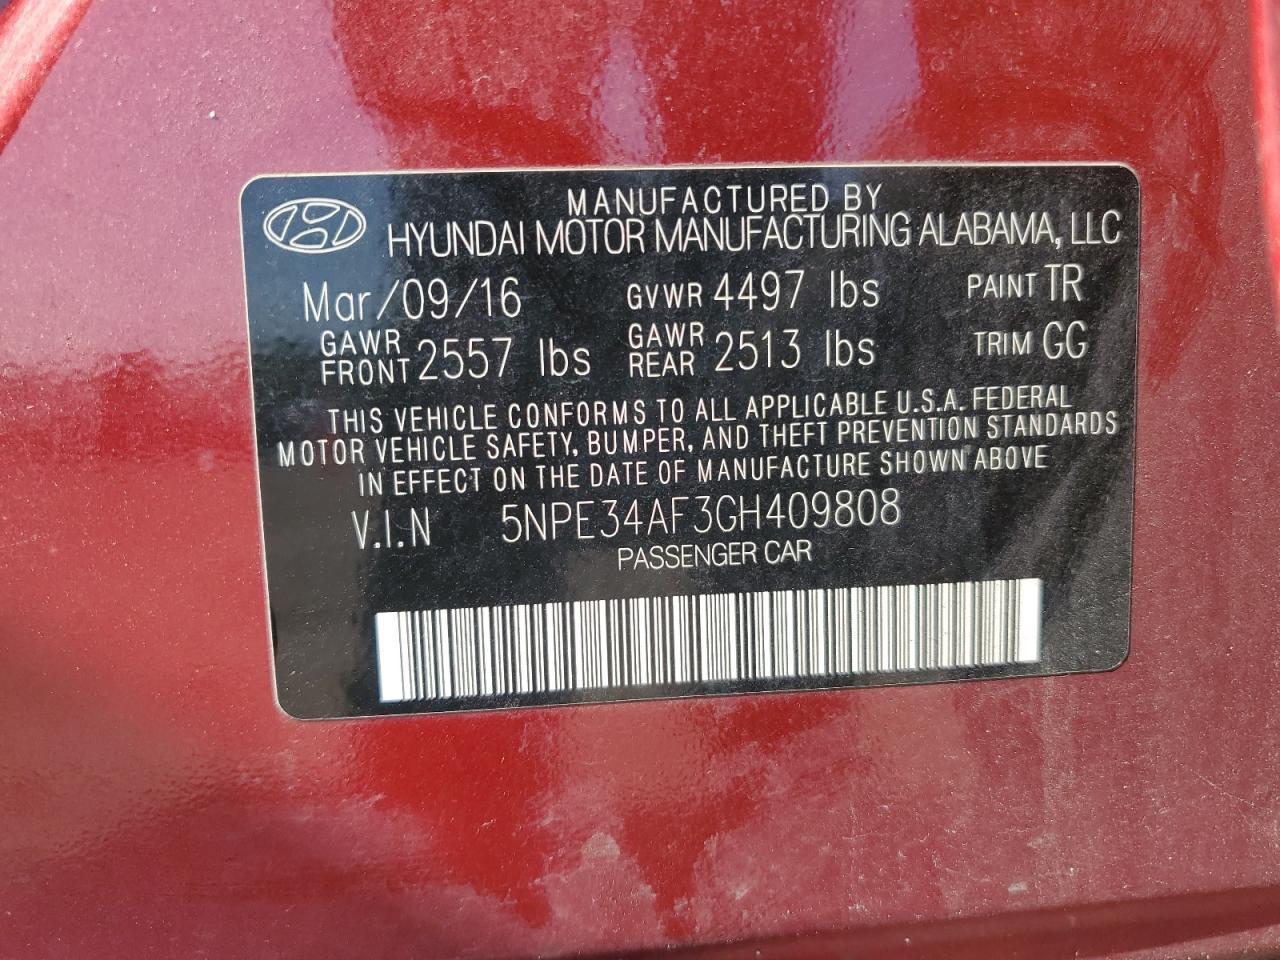 MANUFACTURED BY
HYUNDAI MOTOR MANUFACTURING ALABAMA, LLC
Mar/09/16 GVWR 4497 lbs PAINT TR
GAWR FRONT 2557 lbs GAWR REAR 2513 lbs TRIM GG
THIS VEHICLE CONFORMS TO ALL APPLICABLE U.S.A. FEDERAL
MOTOR VEHICLE SAFETY, BUMPER, AND THEFT PREVENTION STANDARDS
IN EFFECT ON THE DATE OF MANUFACTURE SHOWN ABOVE
V.I.N 5NPE34AF3GH409808
PASSENGER CAR